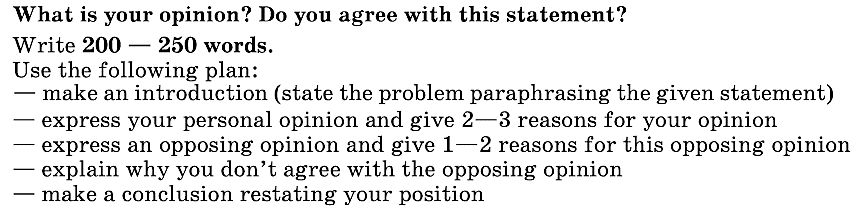 What is your opinion? Do you agree with this statement?
Write 200 — 250 words.
Use the following plan:
— make an introduction (state the problem paraphrasing the given statement)
— express your personal opinion and give 2—3 reasons for your opinion
— express an opposing opinion and give 1—2 reasons for this opposing opinion
— explain why you don't agree with the opposing opinion
— make a conclusion restating your position